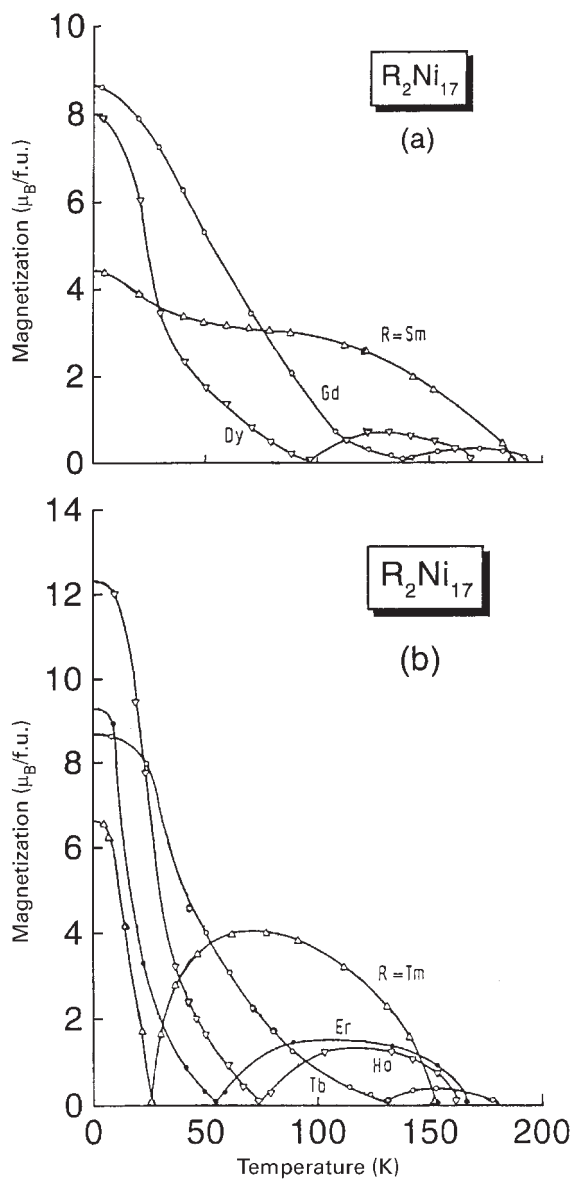 10
R2Ni17
(a)
8
6
Magnetization (μB/f.u.)
4
R=Sm
2
Gd
Dy
0
14
R2Ni17
12
(b)
10
8
Magnetization (μB/f.u.)
6
4
R=Tm
2
Er
Ho
Tb
0
0 50 100 150 200
Temperature (K)